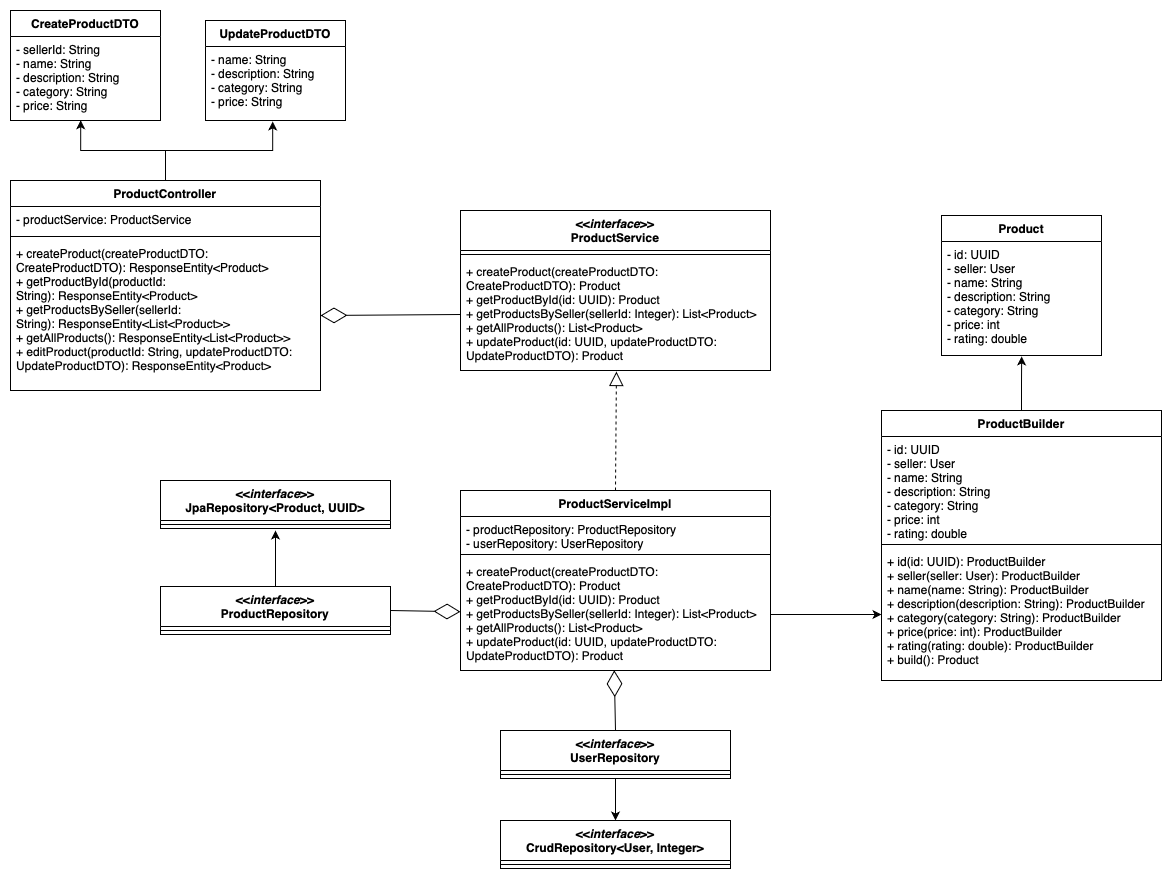 CreateProductDTO
- sellerId: String
- name: String
- description: String
- category: String
- price: String
UpdateProductDTO
- name: String
- description: String
- category: String
- price: String
ProductController
- productService: ProductService
+ createProduct(createProductDTO:
CreateProductDTO): ResponseEntity<Product>
+ getProductById(productId:
String): ResponseEntity<Product>
+ getProductsBySeller(sellerId:
String): ResponseEntity<List<Product>>
+ getAllProducts(): ResponseEntity<List<Product>>
+ editProduct(productId: String, updateProductDTO:
UpdateProductDTO): ResponseEntity<Product>
<<interface>>
ProductService
+ createProduct(createProductDTO:
CreateProductDTO): Product
+ getProductById(id: UUID): Product
+ getProductsBySeller(sellerId: Integer): List<Product>
+ getAllProducts(): List<Product>
+ updateProduct(id: UUID, updateProductDTO:
UpdateProductDTO): Product
Product
- id: UUID
- seller: User
- name: String
- description: String
- category: String
- price: int
- rating: double
ProductBuilder
- id: UUID
- seller: User
- name: String
- description: String
- category: String
- price: int
- rating: double
+ id(id: UUID): ProductBuilder
+ seller(seller: User): ProductBuilder
+ name(name: String): ProductBuilder
+ description(description: String): ProductBuilder
+ category(category: String): ProductBuilder
+ price(price: int): ProductBuilder
+ rating(rating: double): ProductBuilder
+ build(): Product
<<interface>>
JpaRepository<Product, UUID>
<<interface>>
ProductRepository
ProductServiceImpl
- productRepository: ProductRepository
- userRepository: UserRepository
+ createProduct(createProductDTO:
CreateProductDTO): Product
+ getProductById(id: UUID): Product
+ getProductsBySeller(sellerId: Integer): List<Product>
+ getAllProducts(): List<Product>
+ updateProduct(id: UUID, updateProductDTO:
UpdateProductDTO): Product
<<interface>>
UserRepository
<<interface>>
CrudRepository<User, Integer>